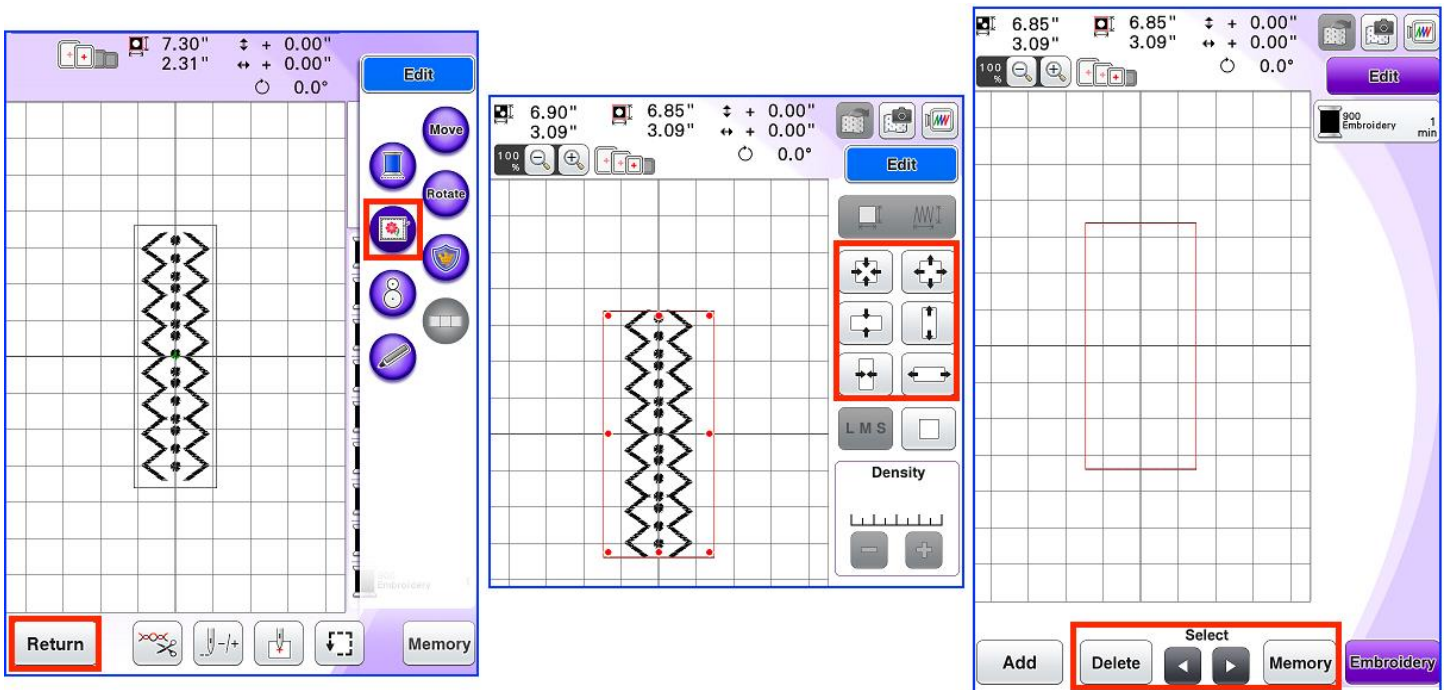 7.30" + 0.00"
2.31" + 0.00"
0.0°
Edit
Move
Rotate
900
Embroidery 1
Return
-/+
Memory
6.90" 6.85" + 0.00"
3.09" 3.09" + 0.00"
100 % 0.0°
Edit
L M S
Density
- +
6.85" 6.85" + 0.00"
3.09" 3.09" + 0.00"
100 % 0.0°
Edit
900
Embroidery 1
min
Select
Add Delete Memory Embroidery